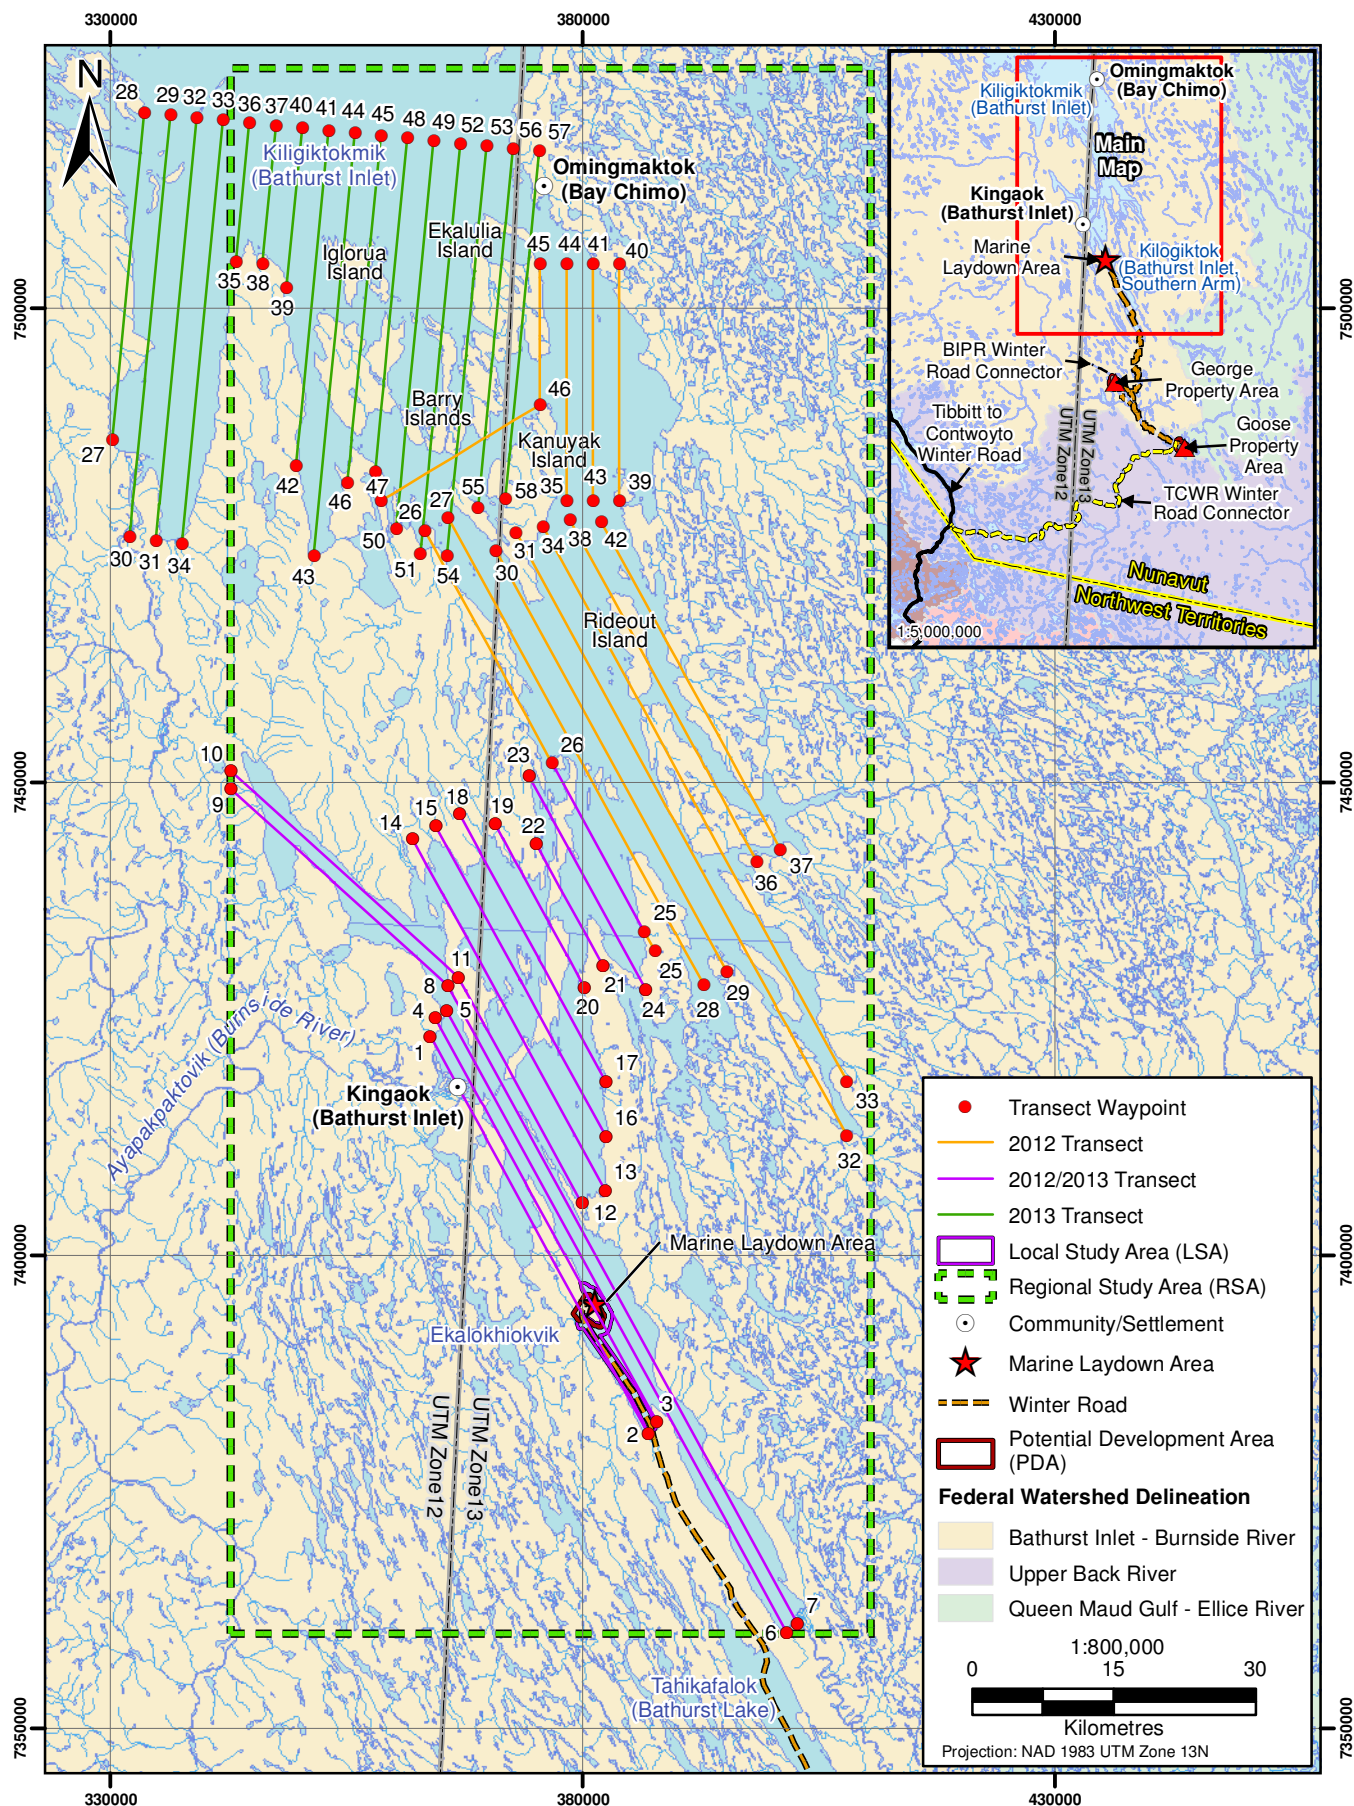 330000
380000
430000
N
28
29
32
33
36
37
40
41
44
45
48
49
52
53
56
57
Kiligiktokmik
(Bathurst Inlet)
Omingmaktok
(Bay Chimo)
Ekalulia
Island
Iglorua
Island
45
44
41
40
35
38
39
7500000
7500000
Barry
Islands
46
Kanuyak
Island
27
42
46
47
26
27
55
58
35
43
39
50
51
54
30
31
34
38
42
30
31
34
43
Rideout
Island
10
9
23
26
7450000
7450000
14
15
18
19
22
36
37
25
25
11
8
4
5
1
20
21
24
28
29
Ayapakpaktovik (Burnside River)
Kingaok
(Bathurst Inlet)
17
16
13
12
33
32
Marine Laydown Area
7400000
7400000
Ekalokhiokvik
3
2
UTM Zone12
UTM Zone13
7
6
Tahikafalok
(Bathurst Lake)
7350000
7350000
330000
380000
430000
Omingmaktok
(Bay Chimo)
Kiligiktokmik
(Bathurst Inlet)
Main
Map
Kingaok
(Bathurst Inlet)
Marine
Laydown Area
Kilogiktok
(Bathurst Inlet,
Southern Arm)
BIPR Winter
Road Connector
George
Property Area
Tibbitt to
Contwoyto
Winter Road
UTM Zone12
UTM Zone13
Goose
Property
Area
TCWR Winter
Road Connector
Nunavut
Northwest Territories
1:5,000,000
Transect Waypoint
2012 Transect
2012/2013 Transect
2013 Transect
Local Study Area (LSA)
Regional Study Area (RSA)
Community/Settlement
Marine Laydown Area
Winter Road
Potential Development Area
(PDA)
Federal Watershed Delineation
Bathurst Inlet - Burnside River
Upper Back River
Queen Maud Gulf - Ellice River
1:800,000
0
15
30
Kilometres
Projection: NAD 1983 UTM Zone 13N